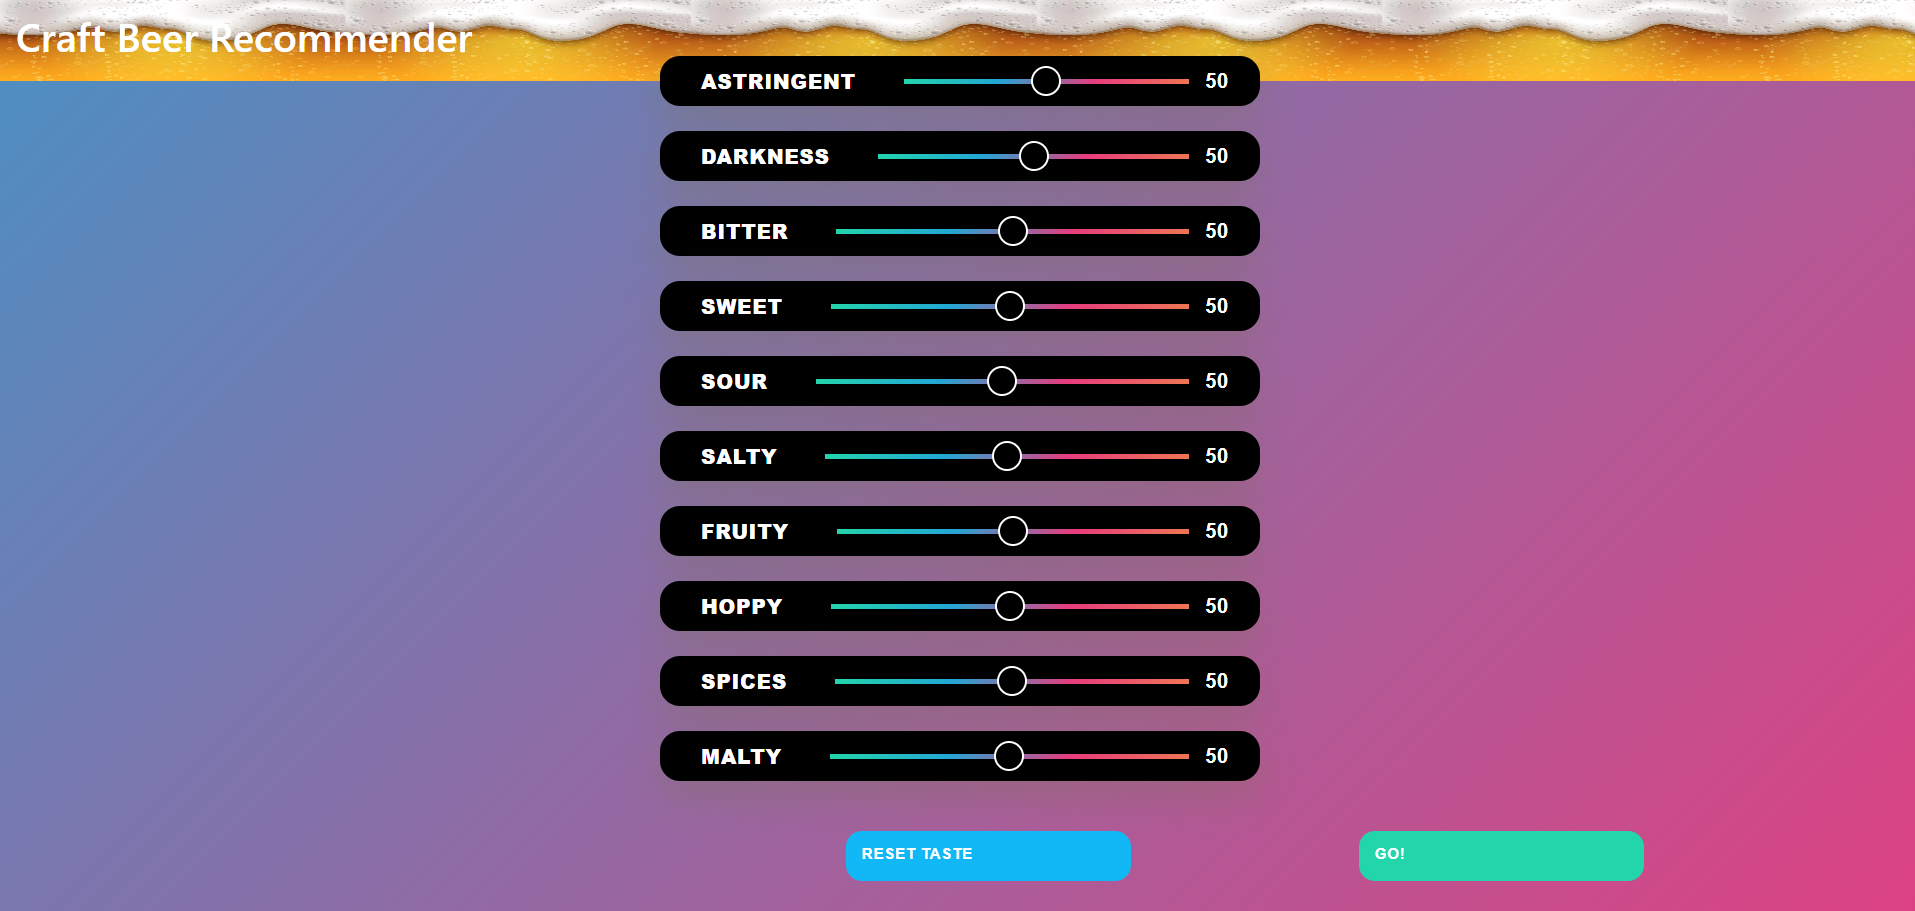 Craft Beer Recommender
ASTRINGENT 50
DARKNESS 50
BITTER 50
SWEET 50
SOUR 50
SALTY 50
FRUITY 50
HOPPY 50
SPICES 50
MALTY 50
RESET TASTE GO!